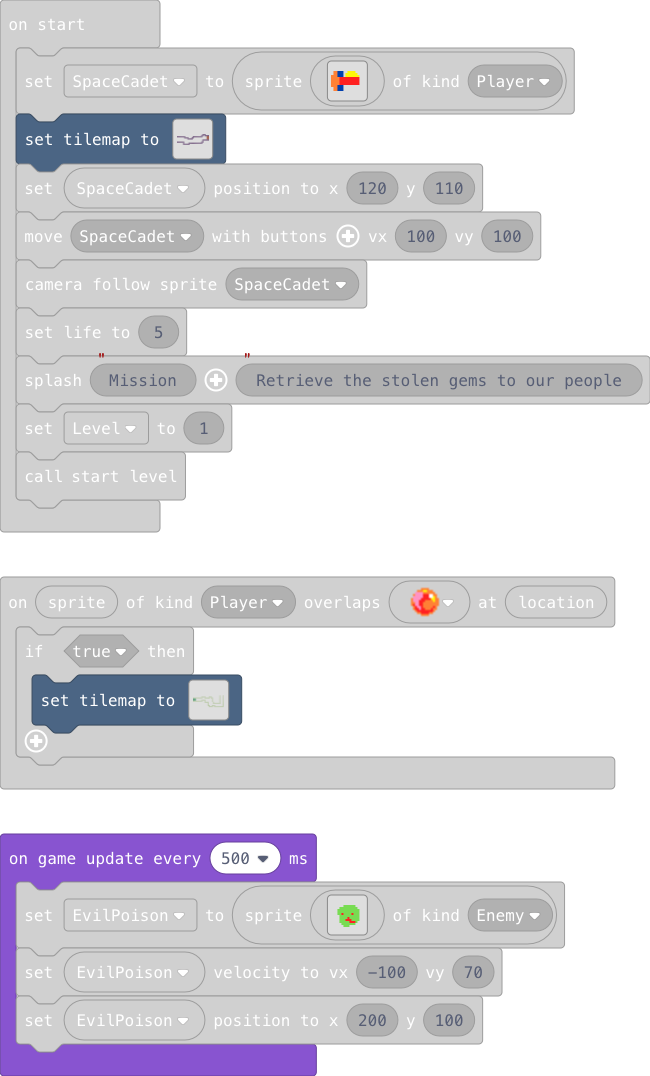 on start
set SpaceCadet to sprite of kind Player
set tilemap to
set SpaceCadet position to x 120 y 110
move SpaceCadet with buttons vx 100 vy 100
camera follow sprite SpaceCadet
set life to 5
splash "Mission " Retrieve the stolen gems to our people
set Level to 1
call start level
on sprite of kind Player overlaps at location
if true then
set tilemap to
on game update every 500 ms
set EvilPoison to sprite of kind Enemy
set EvilPoison velocity to vx -100 vy 70
set EvilPoison position to x 200 y 100